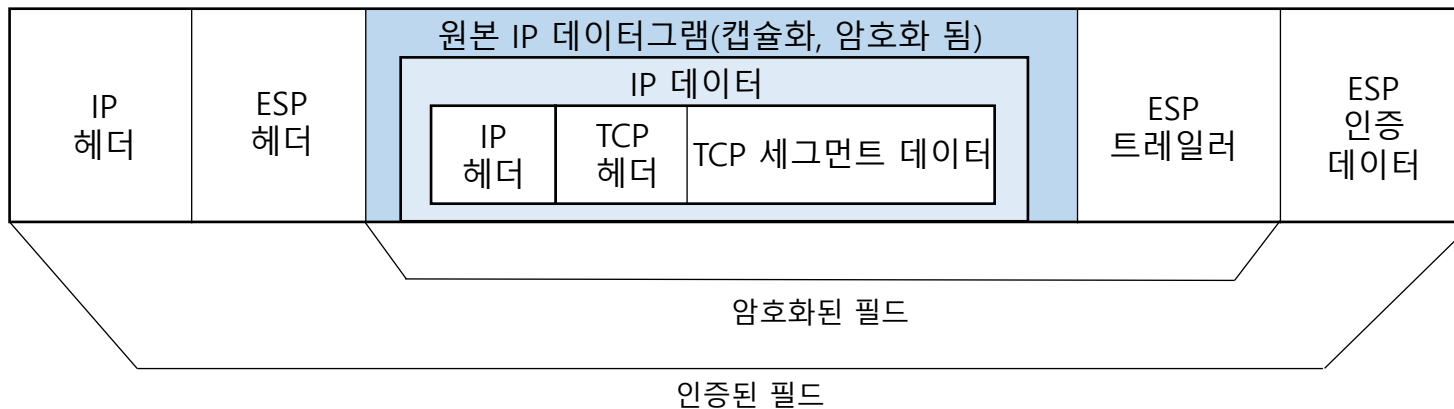 원본 IP 데이터그램(캡슐화, 암호화 됨)
IP 데이터
IP
헤더
ESP
헤더
IP
헤더
TCP
헤더
TCP 세그먼트 데이터
ESP
트레일러
ESP
인증
데이터
암호화된 필드
인증된 필드